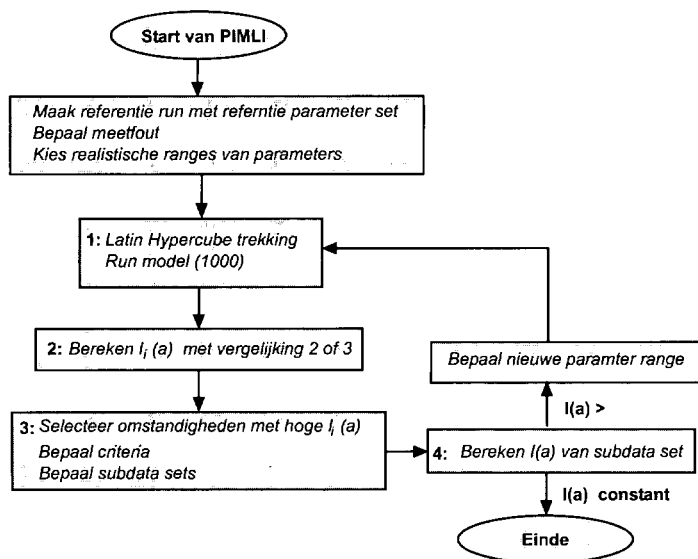 Start van PIMLI
Maak referentie run met referntie parameter set
Bepaal meetfout
Kies realistische ranges van parameters
1: Latin Hypercube trekking
Run model (1000)
2: Bereken I_i (a) met vergelijking 2 of 3
3: Selecteer omstandigheden met hoge I_i (a)
Bepaal criteria
Bepaal subdata sets
Bepaal nieuwe paramter range
I(a) >
4: Bereken I(a) van subdata set
I(a) constant
Einde